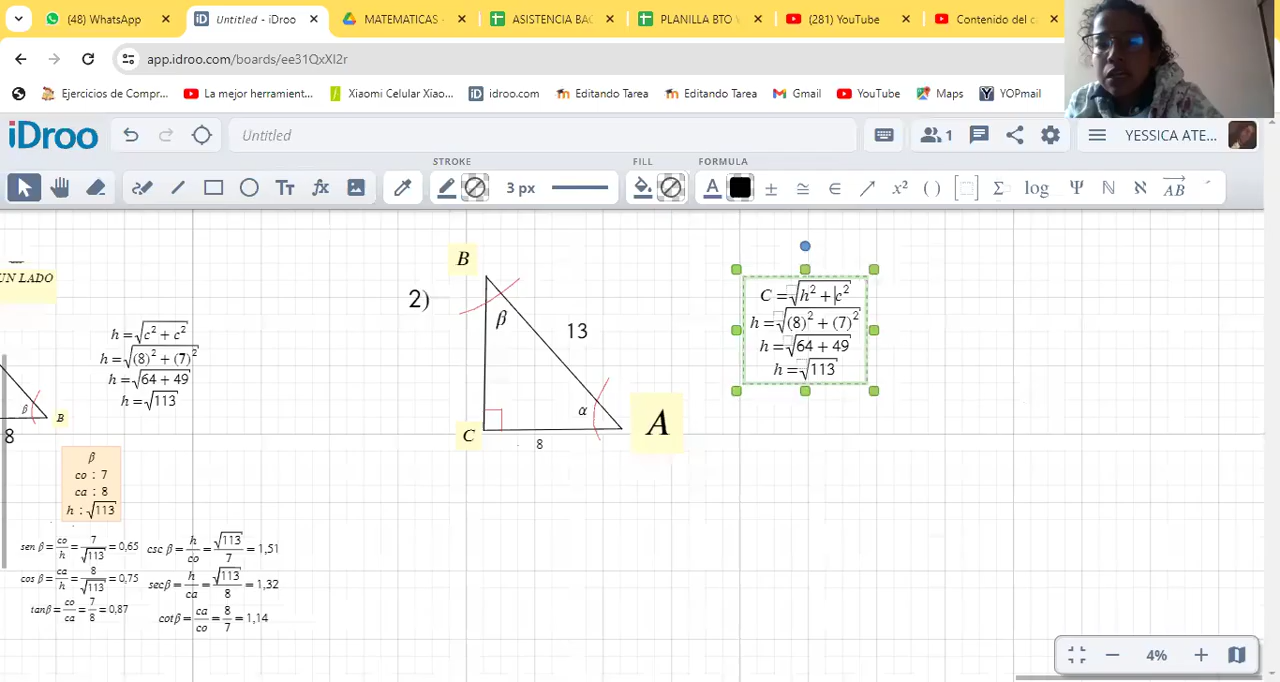 (48) WhatsApp
Untitled - iDroo
MATEMATICAS
ASISTENCIA BAC
PLANILLA BTO
(281) YouTube
Contenido del c
app.idroo.com/boards/ee31QxXI2r
Ejercicios de Compr...
La mejor herramient...
Xiaomi Celular Xiao...
idroo.com
Editando Tarea
Editando Tarea
Gmail
YouTube
Maps
YOPmail
iDroo
Untitled
1
YESSICA ATE...
STROKE
FILL
FORMULA
Tт fx
3 px
A ± ≅ ∈ x² ( ) [ ] Σ log Ψ ℕ ℵ AB
UN LADO
h = √(c² + c²)
h = √((8)² + (7)²)
h = √(64 + 49)
h = √113
β
B
8
β
co : 7
ca : 8
h : √113
sen β = co/h = 7/√113 = 0,65
csc β = h/co = √113/7 = 1,51
cos β = ca/h = 8/√113 = 0,75
secβ = h/ca = √113/8 = 1,32
tanβ = co/ca = 7/8 = 0,87
cotβ = ca/co = 8/7 = 1,14
2)
B
β
13
α
A
C
8
C = √(h² + c²)
h = √((8)² + (7)²)
h = √(64 + 49)
h = √113
4%